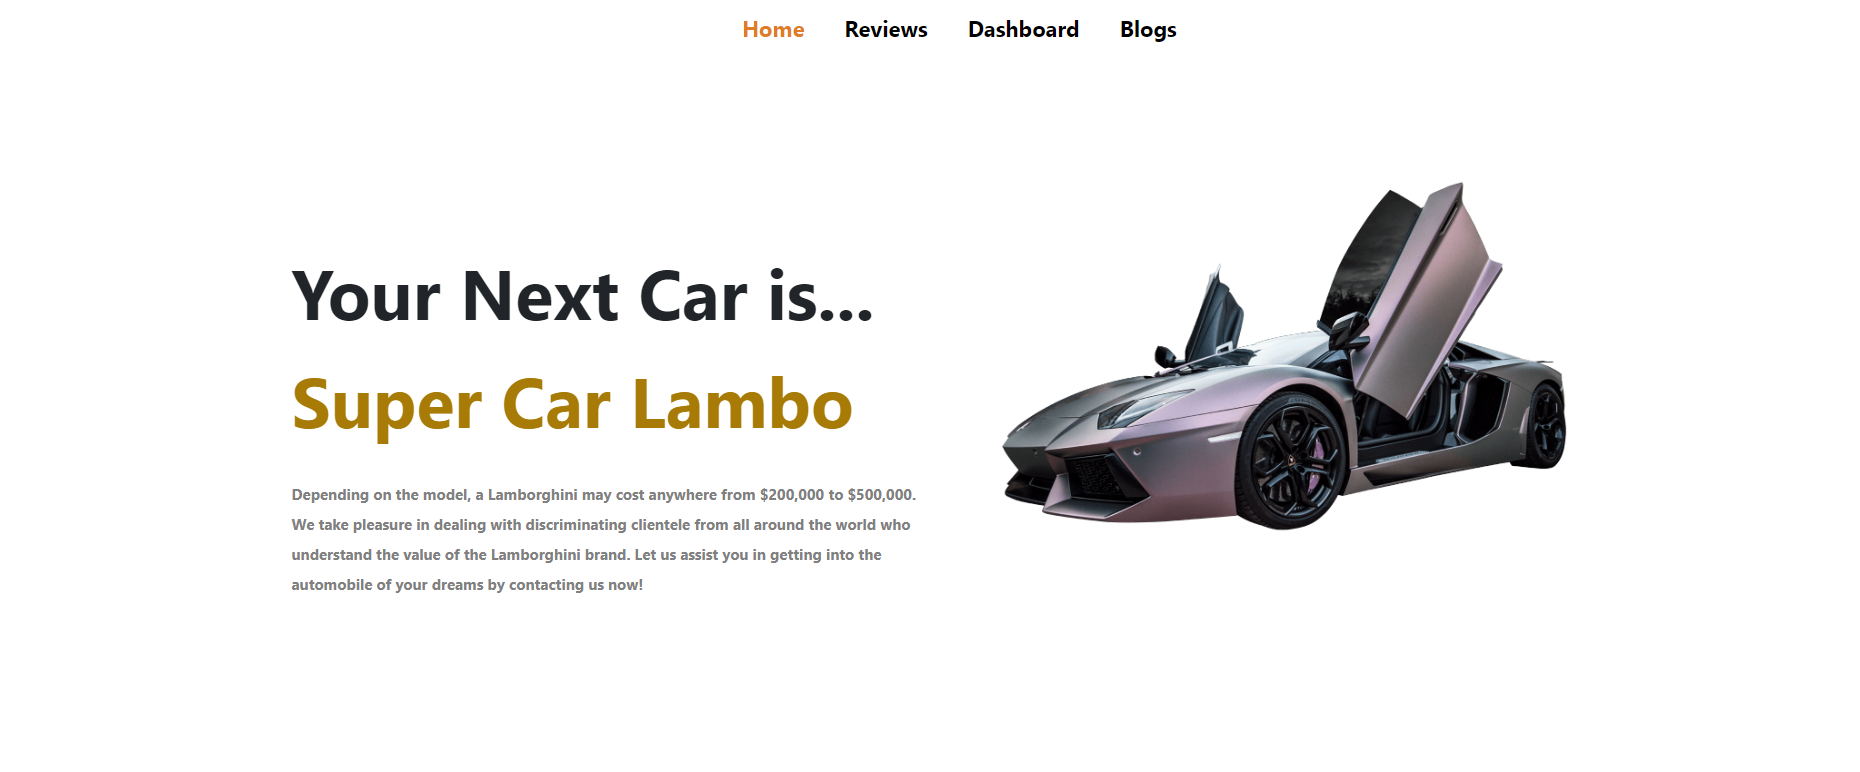 Home Reviews Dashboard Blogs
Your Next Car is...
Super Car Lambo
Depending on the model, a Lamborghini may cost anywhere from $200,000 to $500,000.
We take pleasure in dealing with discriminating clientele from all around the world who
understand the value of the Lamborghini brand. Let us assist you in getting into the
automobile of your dreams by contacting us now!